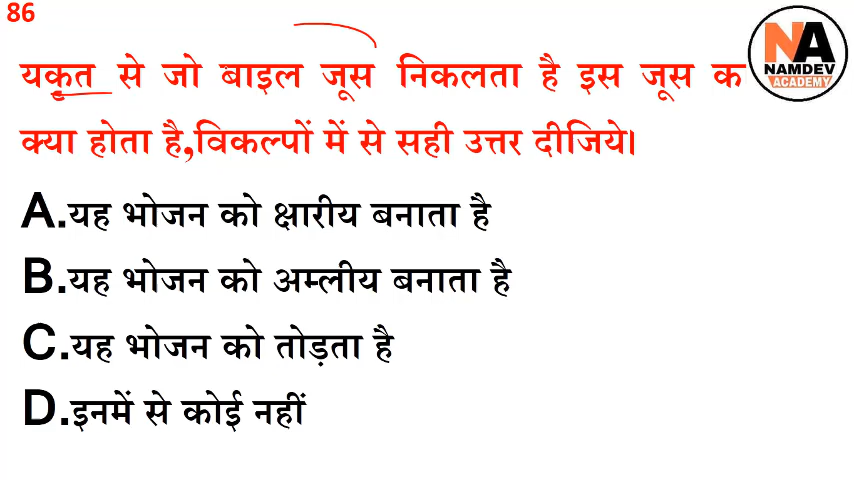 86
NA
NAMDEV
ACADEMY
यकृत से जो बाइल जूस निकलता है इस जूस क
क्या होता है,विकल्पों में से सही उत्तर दीजिये।
A.यह भोजन को क्षारीय बनाता है
B.यह भोजन को अम्लीय बनाता है
C.यह भोजन को तोड़ता है
D.इनमें से कोई नहीं